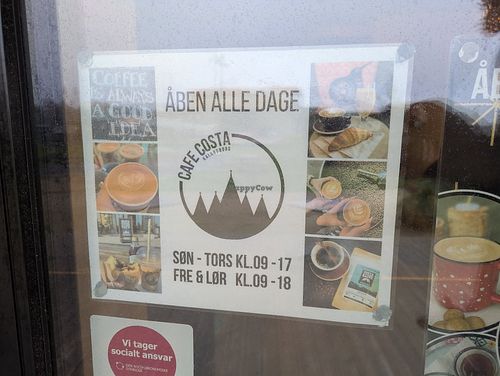 COFFEE
IS ALWAYS
A GOOD
IDEA
ÅBEN ALLE DAGE
CAFE COSTA
KALUNDBORG
HappyCow
SØN - TORS KL.09 -17
FRE & LØR KL.09 -18
Vi tager
socialt ansvar